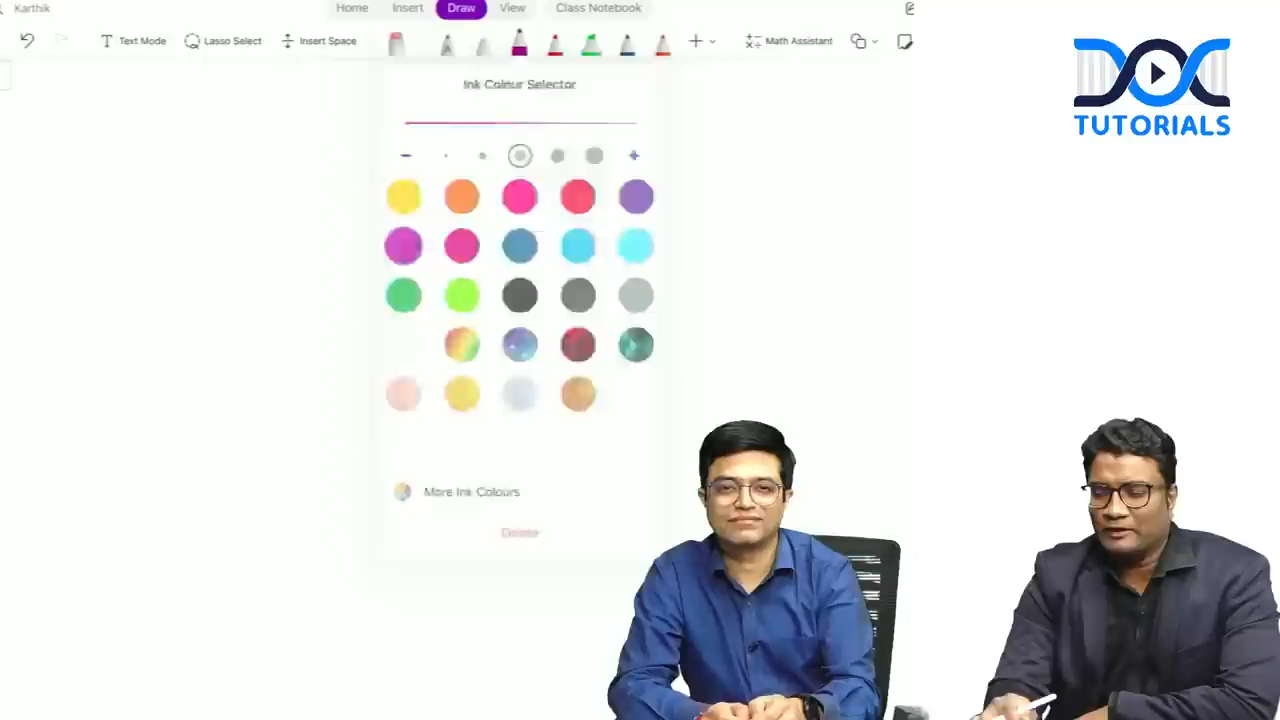 Karthik
Home Insert Draw View Class Notebook
Text Mode Lasso Select Insert Space Math Assistant
Ink Colour Selector
More Ink Colours
Delete
DOC
TUTORIALS